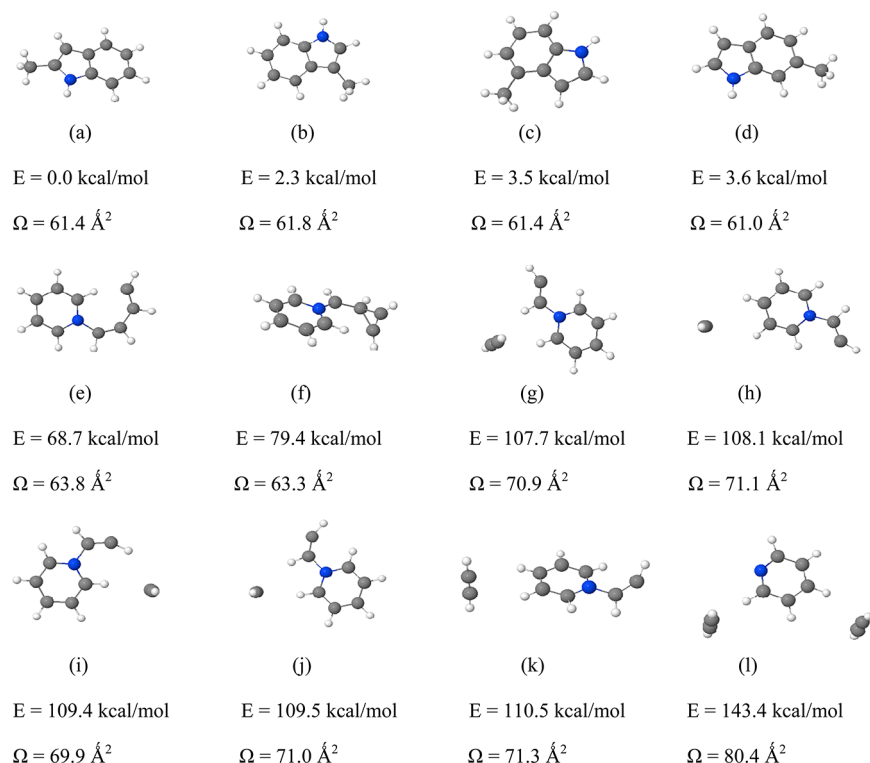 (a) (b) (c) (d)
E = 0.0 kcal/mol E = 2.3 kcal/mol E = 3.5 kcal/mol E = 3.6 kcal/mol
Ω = 61.4 Å² Ω = 61.8 Å² Ω = 61.4 Å² Ω = 61.0 Å²
(e) (f) (g) (h)
E = 68.7 kcal/mol E = 79.4 kcal/mol E = 107.7 kcal/mol E = 108.1 kcal/mol
Ω = 63.8 Å² Ω = 63.3 Å² Ω = 70.9 Å² Ω = 71.1 Å²
(i) (j) (k) (l)
E = 109.4 kcal/mol E = 109.5 kcal/mol E = 110.5 kcal/mol E = 143.4 kcal/mol
Ω = 69.9 Å² Ω = 71.0 Å² Ω = 71.3 Å² Ω = 80.4 Å²